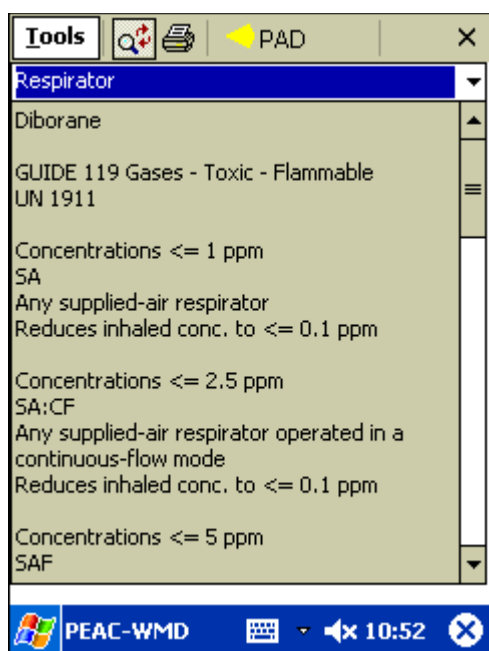 Tools PAD
Respirator
Diborane
GUIDE 119 Gases - Toxic - Flammable
UN 1911
Concentrations <= 1 ppm
SA
Any supplied-air respirator
Reduces inhaled conc. to <= 0.1 ppm
Concentrations <= 2.5 ppm
SA:CF
Any supplied-air respirator operated in a
continuous-flow mode
Reduces inhaled conc. to <= 0.1 ppm
Concentrations <= 5 ppm
SAF
PEAC-WMD 10:52